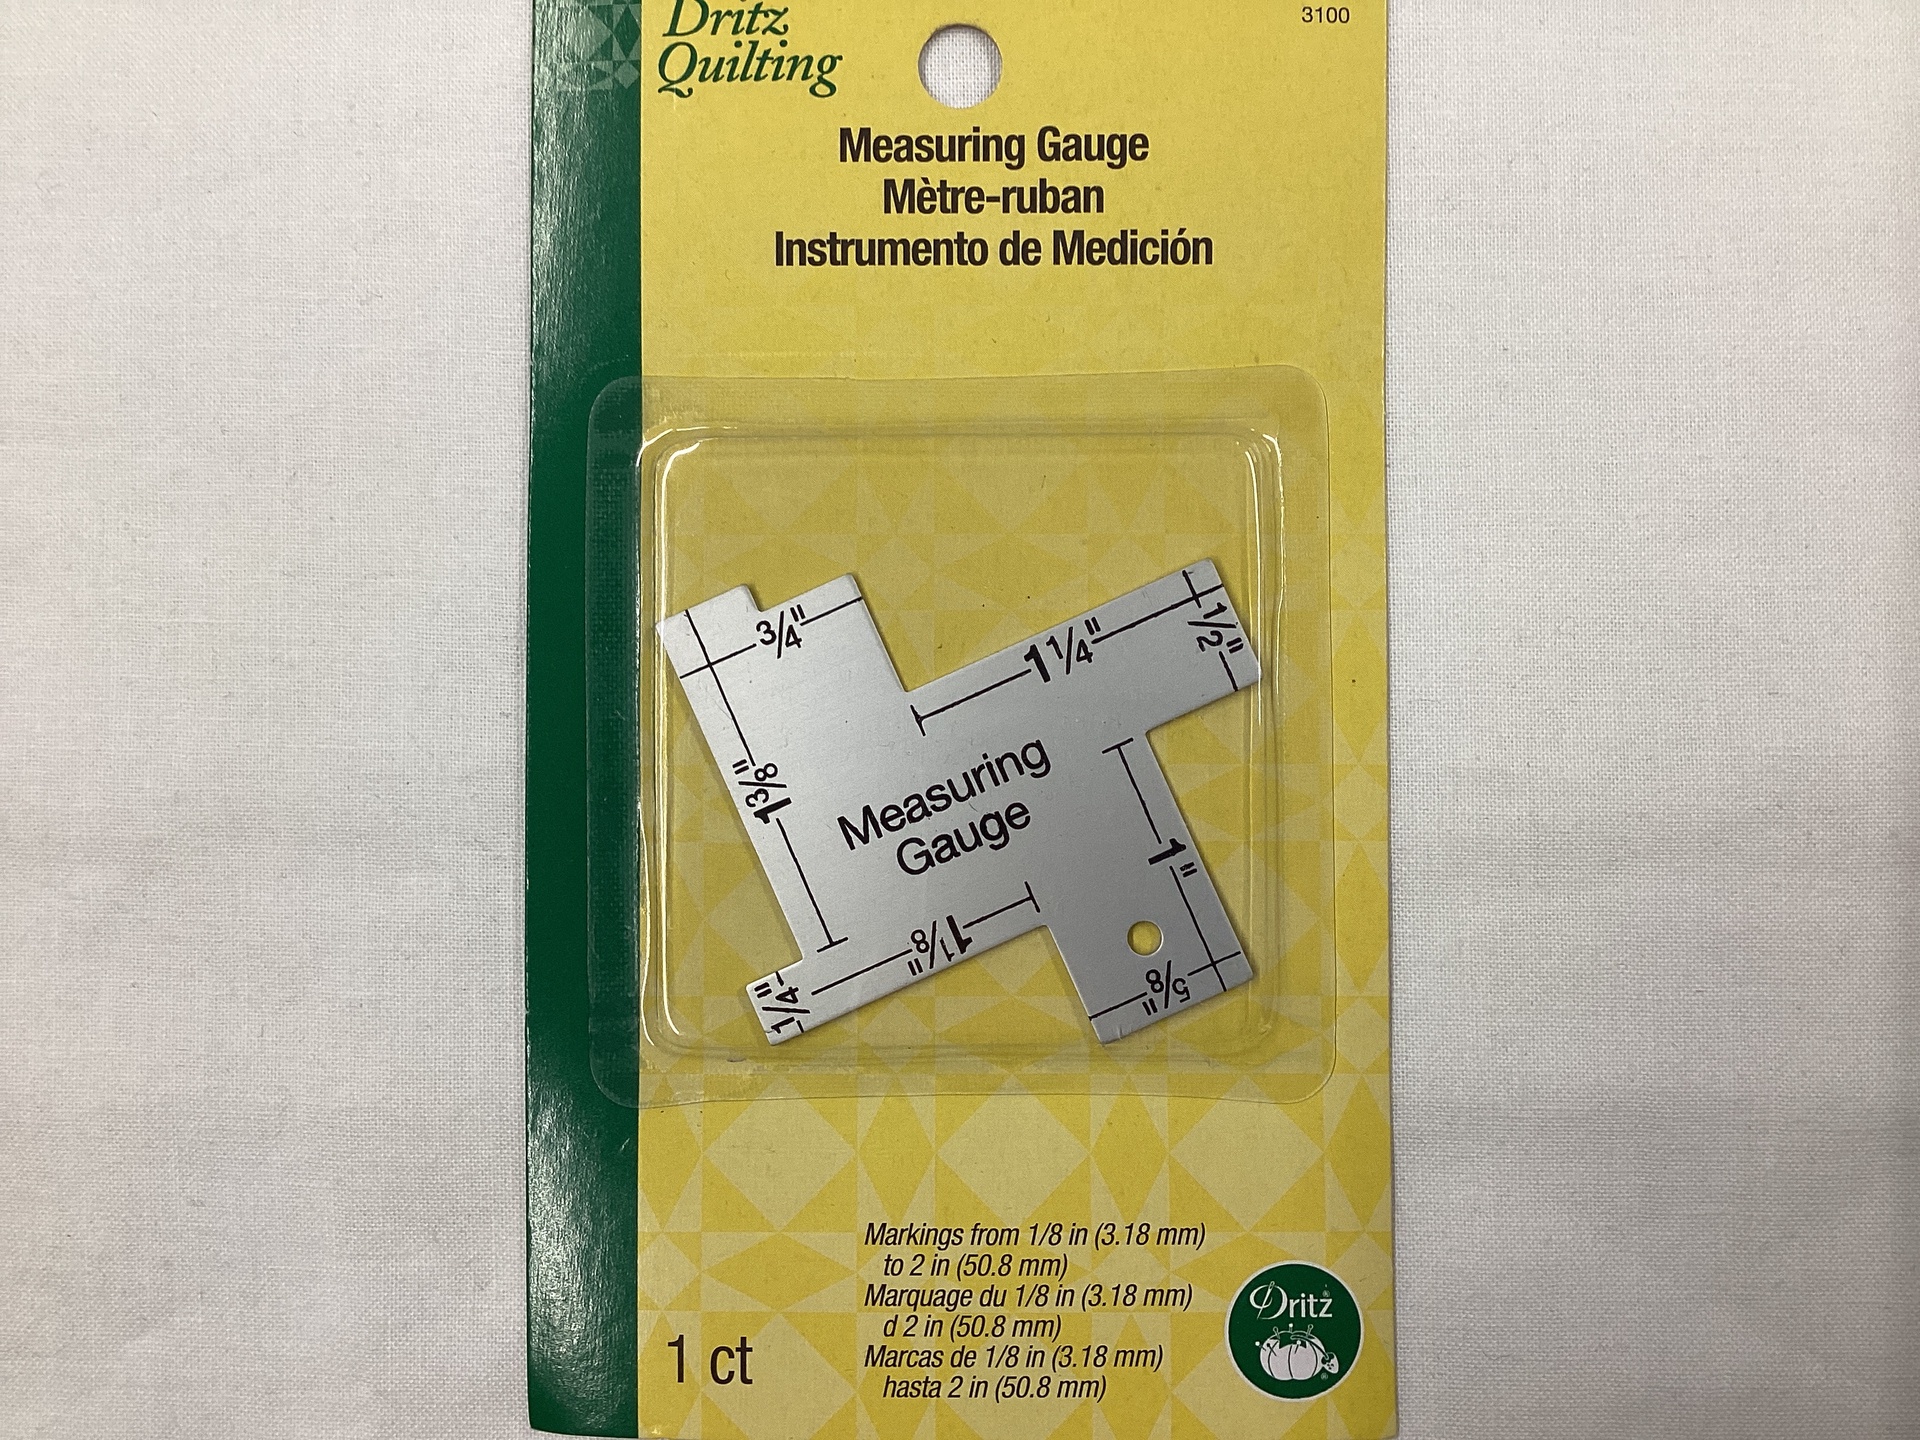 Dritz
Quilting
3100
Measuring Gauge
Mètre-ruban
Instrumento de Medición
3/4"
1 1/4"
1/2"
1 3/8"
Measuring
Gauge
1"
1 1/8"
1/4"
5/8"
Markings from 1/8 in (3.18 mm)
to 2 in (50.8 mm)
Marquage du 1/8 in (3.18 mm)
d 2 in (50.8 mm)
Marcas de 1/8 in (3.18 mm)
hasta 2 in (50.8 mm)
1 ct
Dritz®
®